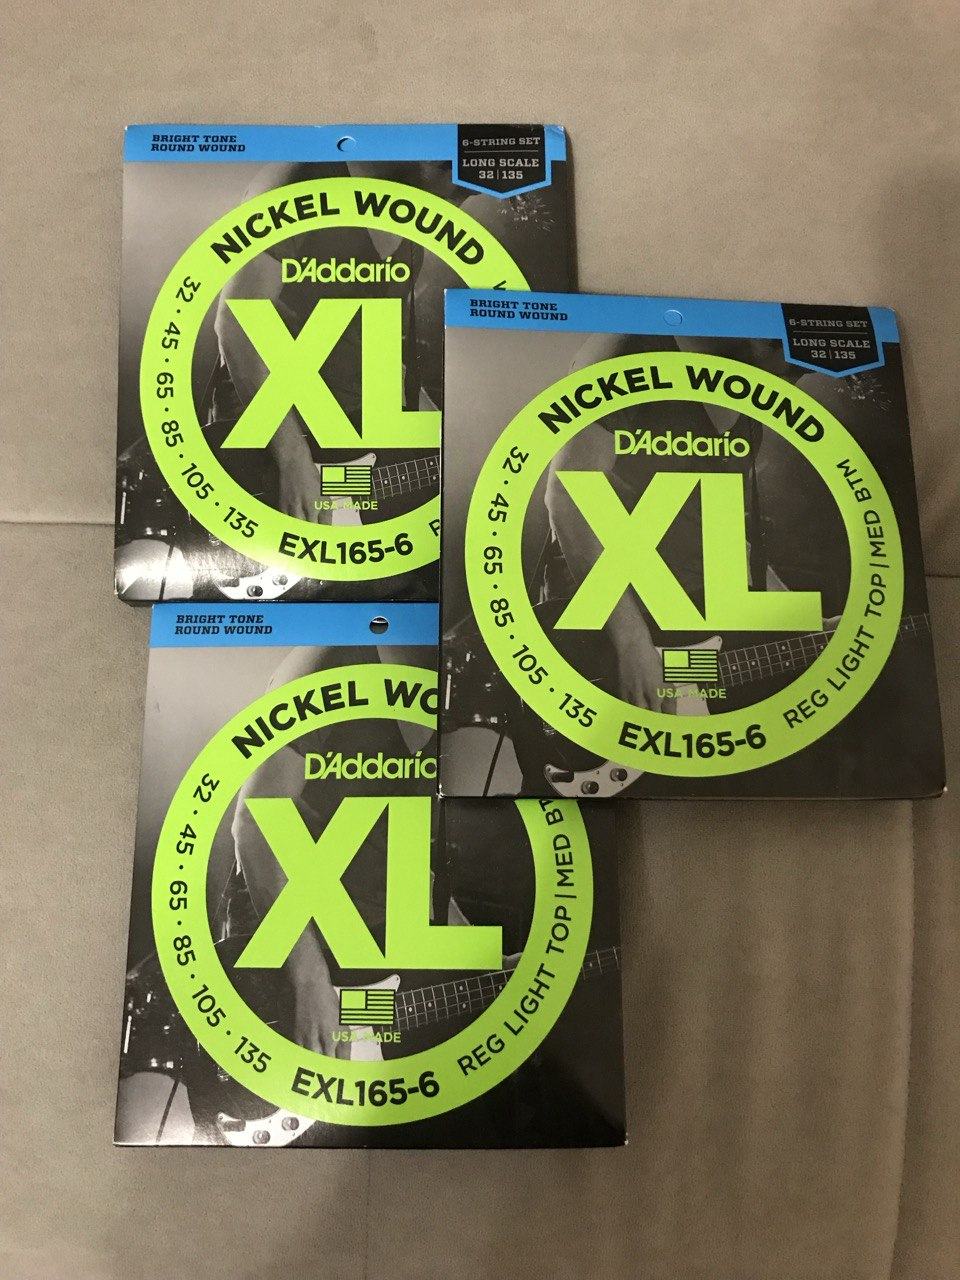 BRIGHT TONE
ROUND WOUND
6-STRING SET
LONG SCALE
32|135
NICKEL WOUND
D'Addario
XL
USA MADE
32 · 45 · 65 · 85 · 105 · 135
EXL165-6
BRIGHT TONE
ROUND WOUND
6-STRING SET
LONG SCALE
32|135
NICKEL WOUND
D'Addario
XL
USA MADE
32 · 45 · 65 · 85 · 105 · 135
EXL165-6
REG LIGHT TOP|MED BTM
BRIGHT TONE
ROUND WOUND
NICKEL WO
D'Addario
XL
USA MADE
32 · 45 · 65 · 85 · 105 · 135
EXL165-6
REG LIGHT TOP|MED BT